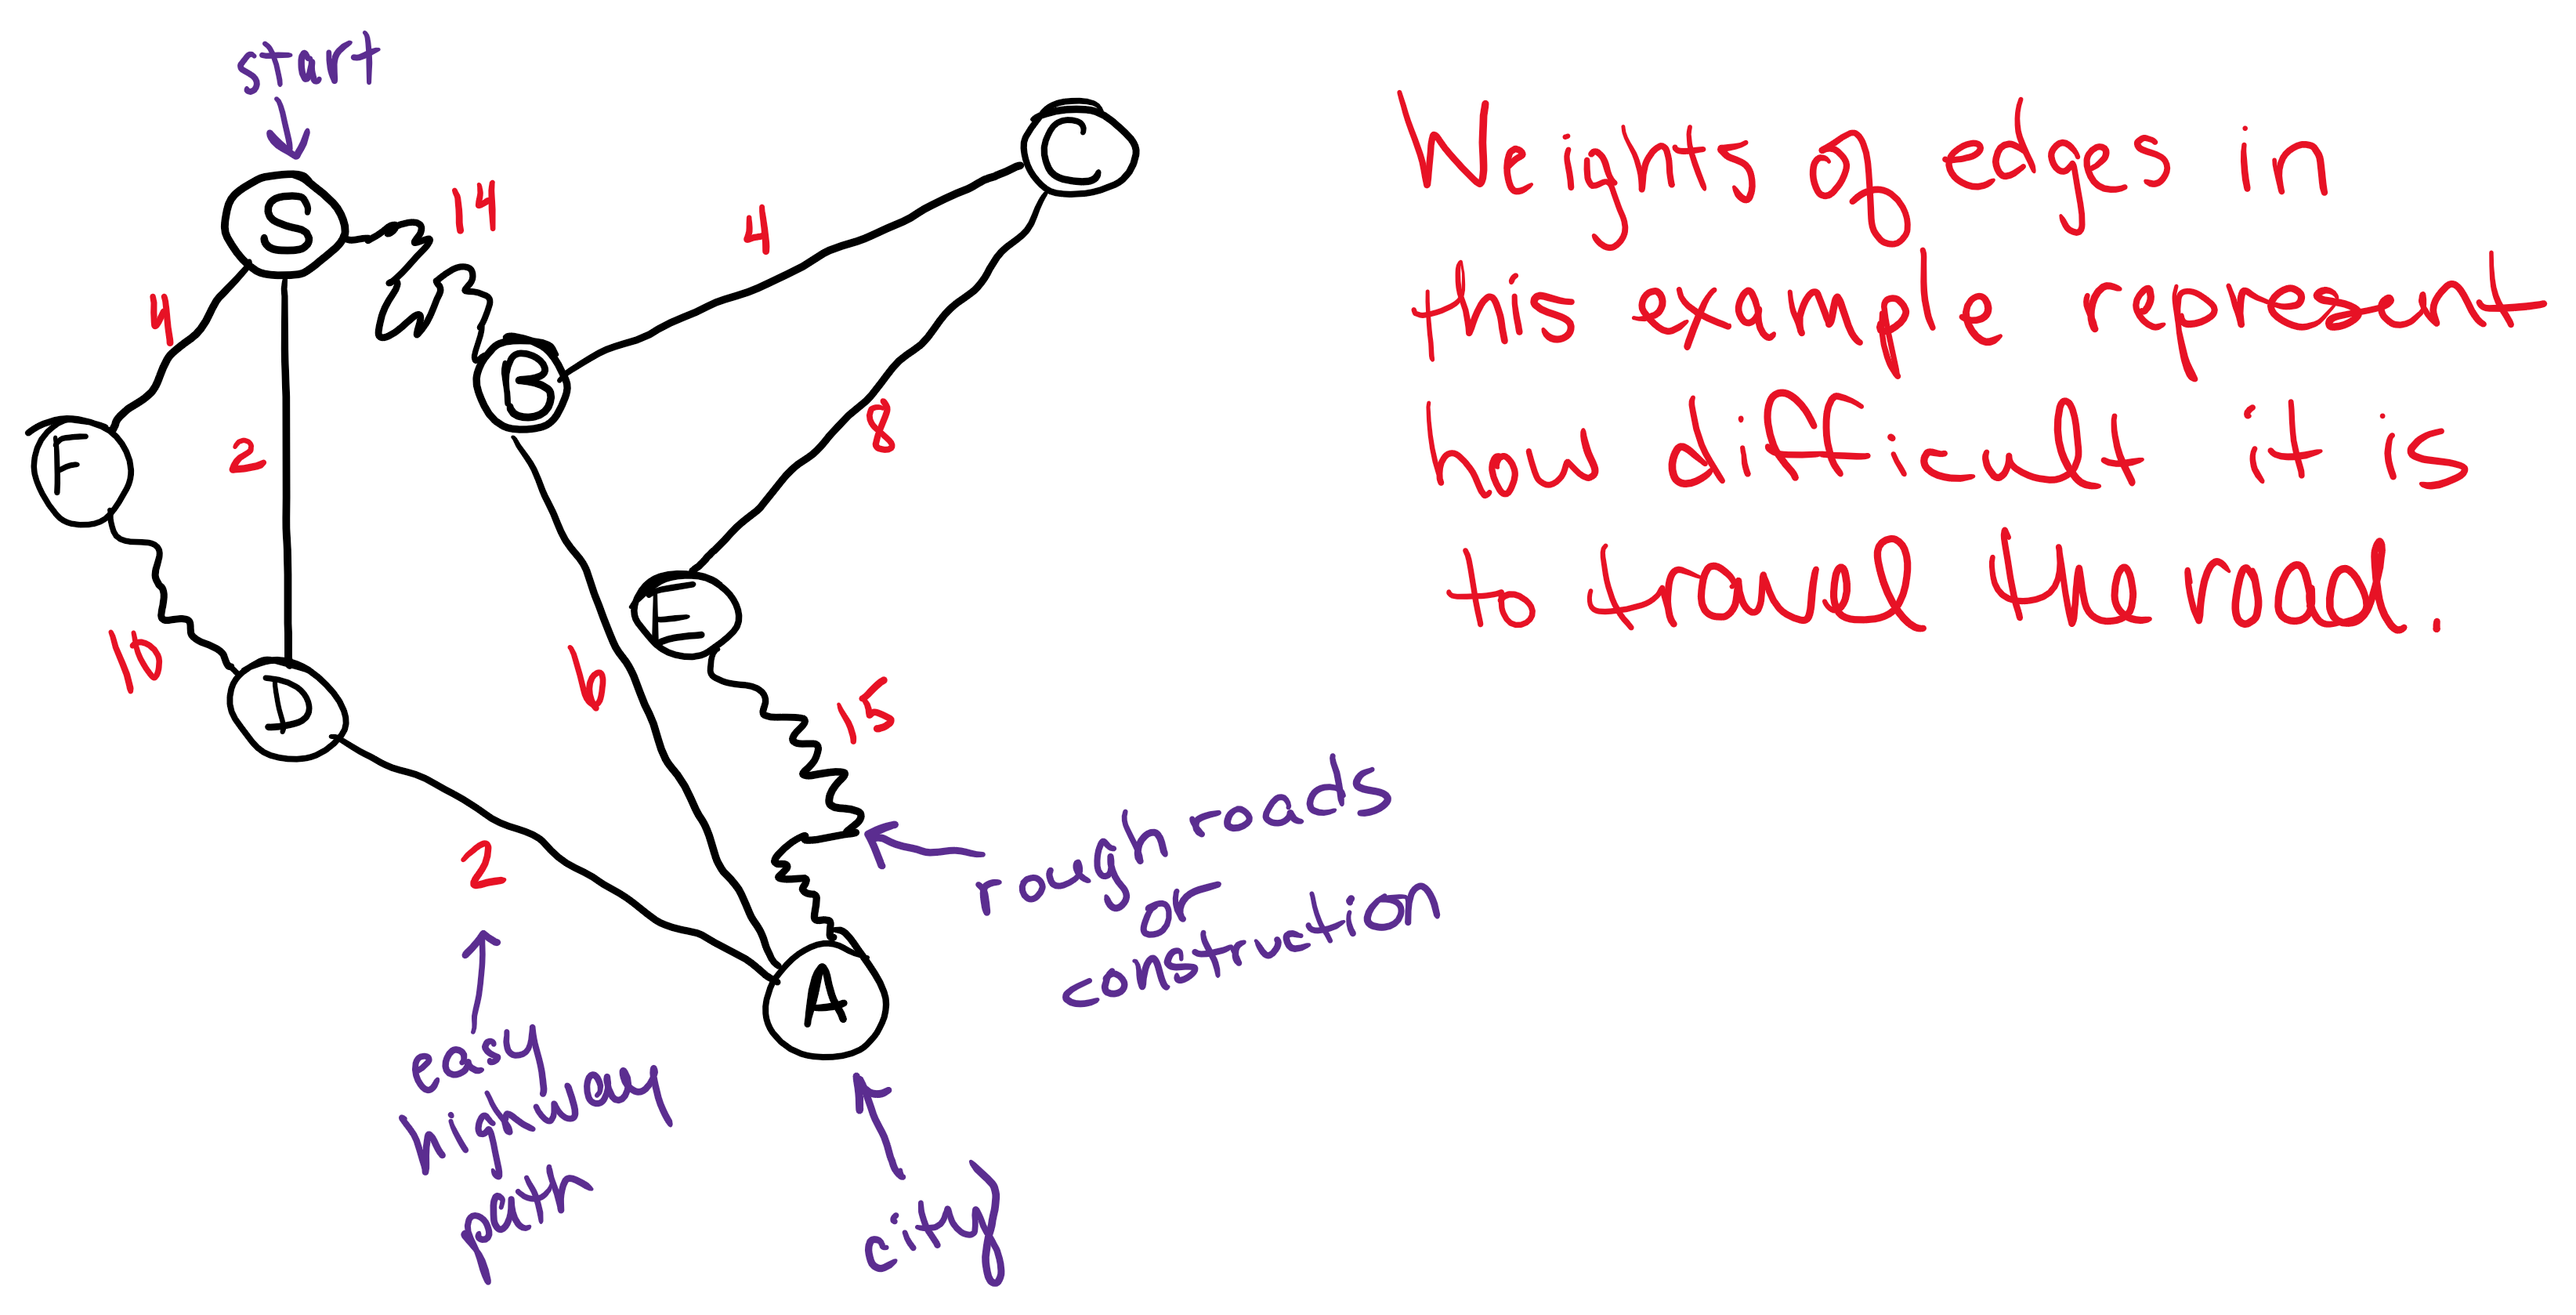 start
S
14
C
4
4
B
F
2
8
E
10
D
6
15
2
A
rough roads
or
construction
easy
highway
path
city
Weights of edges in
this example represent
how difficult it is
to travel the road.